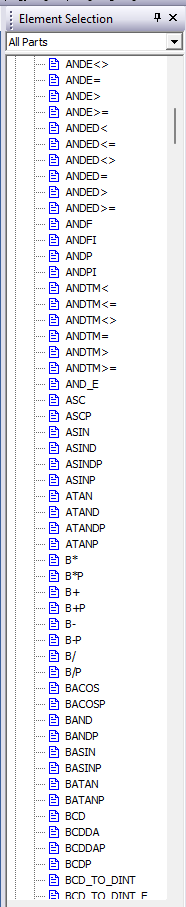 Element Selection
All Parts
ANDE<>
ANDE=
ANDE>
ANDE>=
ANDED<
ANDED<=
ANDED<>
ANDED=
ANDED>
ANDED>=
ANDF
ANDFI
ANDP
ANDPI
ANDTM<
ANDTM<=
ANDTM<>
ANDTM=
ANDTM>
ANDTM>=
AND_E
ASC
ASCP
ASIN
ASIND
ASINDP
ASINP
ATAN
ATAND
ATANDP
ATANP
B*
B*P
B+
B+P
B-
B-P
B/
B/P
BACOS
BACOSP
BAND
BANDP
BASIN
BASINP
BATAN
BATANP
BCD
BCDDA
BCDDAP
BCDP
BCD_TO_DINT
BCD_TO_DINT_E